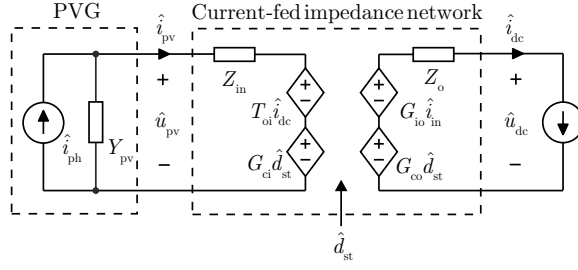 PVG
Current-fed impedance network
î_pv
î_dc
Z_in
Z_o
+
+
+ −
+ −
û_pv
T_oi î_dc
G_io î_in
û_dc
î_ph
Y_pv
+ −
+ −
−
G_ci d̂_st
G_co d̂_st
−
d̂_st